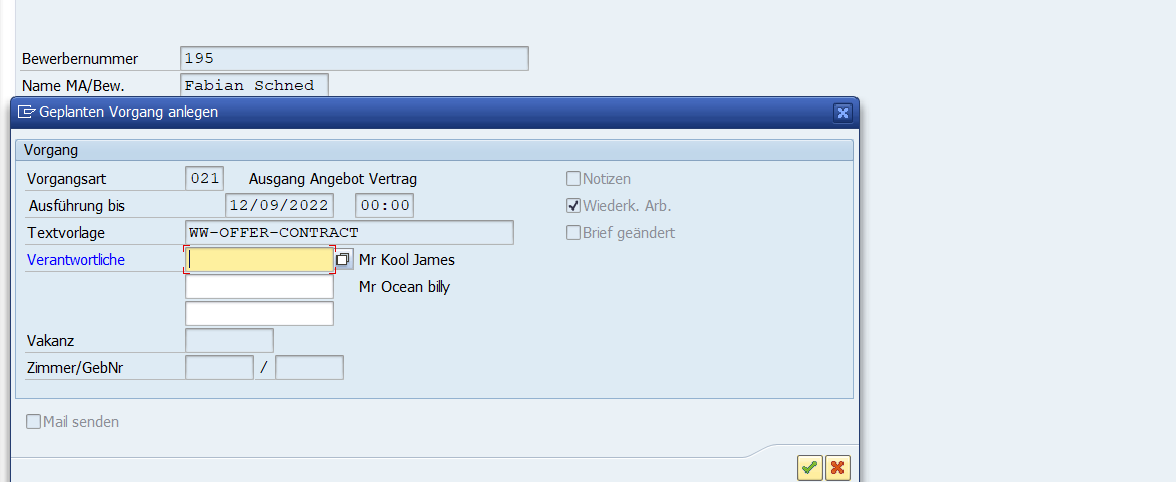 Bewerbernummer 195
Name MA/Bew. Fabian Schned
Geplanten Vorgang anlegen
Vorgang
Vorgangsart 021 Ausgang Angebot Vertrag Notizen
Ausführung bis 12/09/2022 00:00 Wiederk. Arb.
Textvorlage WW-OFFER-CONTRACT Brief geändert
Verantwortliche Mr Kool James
Mr Ocean billy
Vakanz
Zimmer/GebNr /
Mail senden